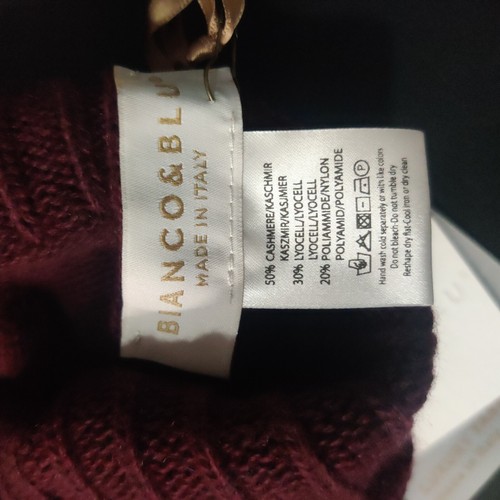 BIANCO&BLU
MADE IN ITALY
50% CASHMERE/KASCHMIR
KASZMIR/KASJMIER
30% LYOCELL/LYOCELL
LYOCELL/LYOCELL
20% POLIAMMIDE/NYLON
POLYAMID/POLYAMIDE
Hand wash cold separately or with like colors
Do not bleach-Do not tumble dry
Reshape dry flat-Cool iron or dry clean